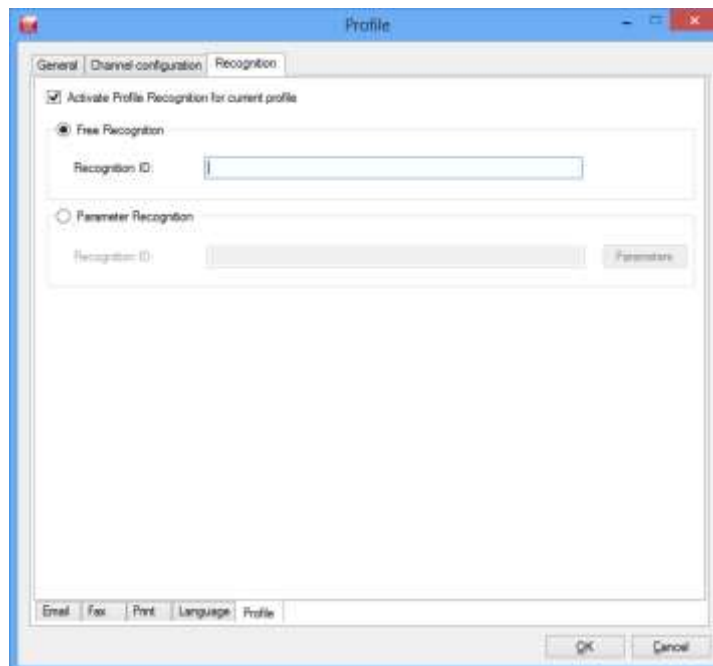 Profile
General Channel configuration Recognition
Activate Profile Recognition for current profile
Free Recognition
Recognition ID:
Parameter Recognition
Recognition ID:
Parameters
Email Fax Print Language Profile
OK Cancel